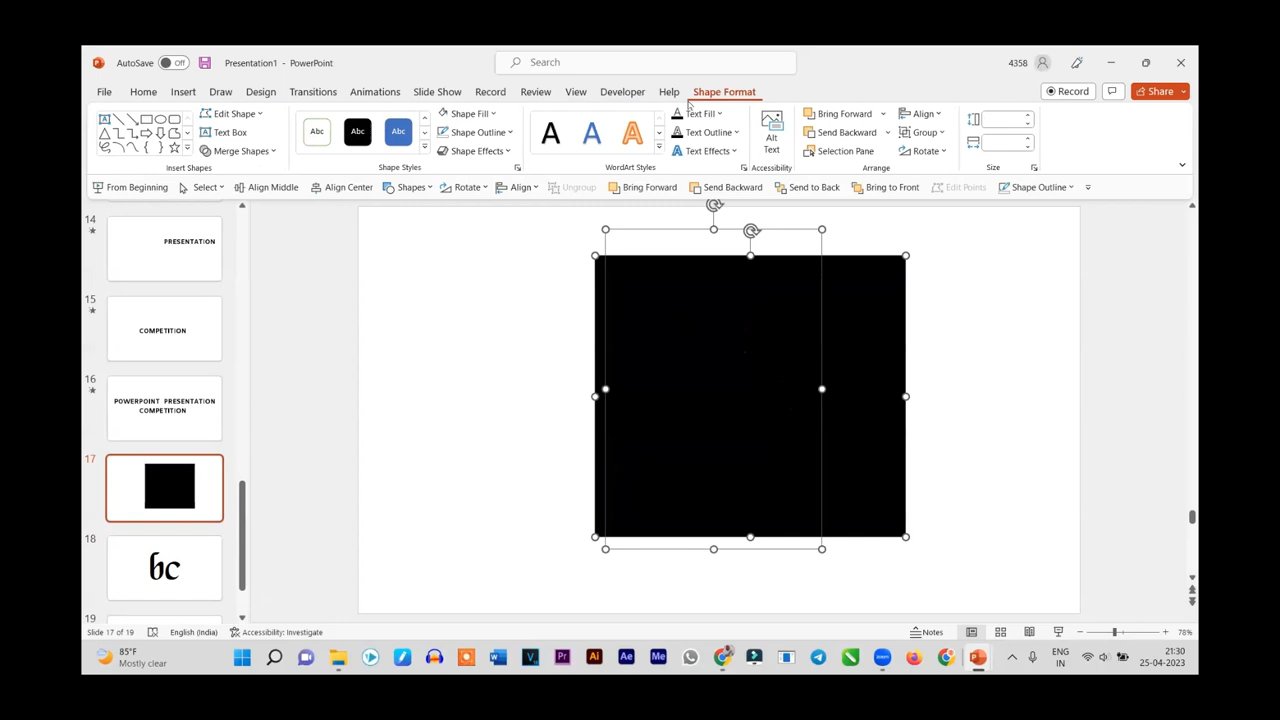 AutoSave Off Presentation1 - PowerPoint Search 4358
File Home Insert Draw Design Transitions Animations Slide Show Record Review View Developer Help Shape Format Record Share
Edit Shape Abc Abc Abc Shape Fill A A A Text Fill Alt Text Bring Forward Align
Text Box Shape Outline Text Outline Send Backward Group
Merge Shapes Shape Effects Text Effects Selection Pane Rotate
Insert Shapes Shape Styles WordArt Styles Accessibility Arrange Size
From Beginning Select Align Middle Align Center Shapes Rotate Align Ungroup Bring Forward Send Backward Send to Back Bring to Front Edit Points Shape Outline
14
PRESENTATION
15
COMPETITION
16
POWERPOINT PRESENTATION
COMPETITION
17
18
bc
19
Slide 17 of 19 English (India) Accessibility: Investigate Notes 78%
85°F
Mostly clear
ENG
IN
21:30
25-04-2023